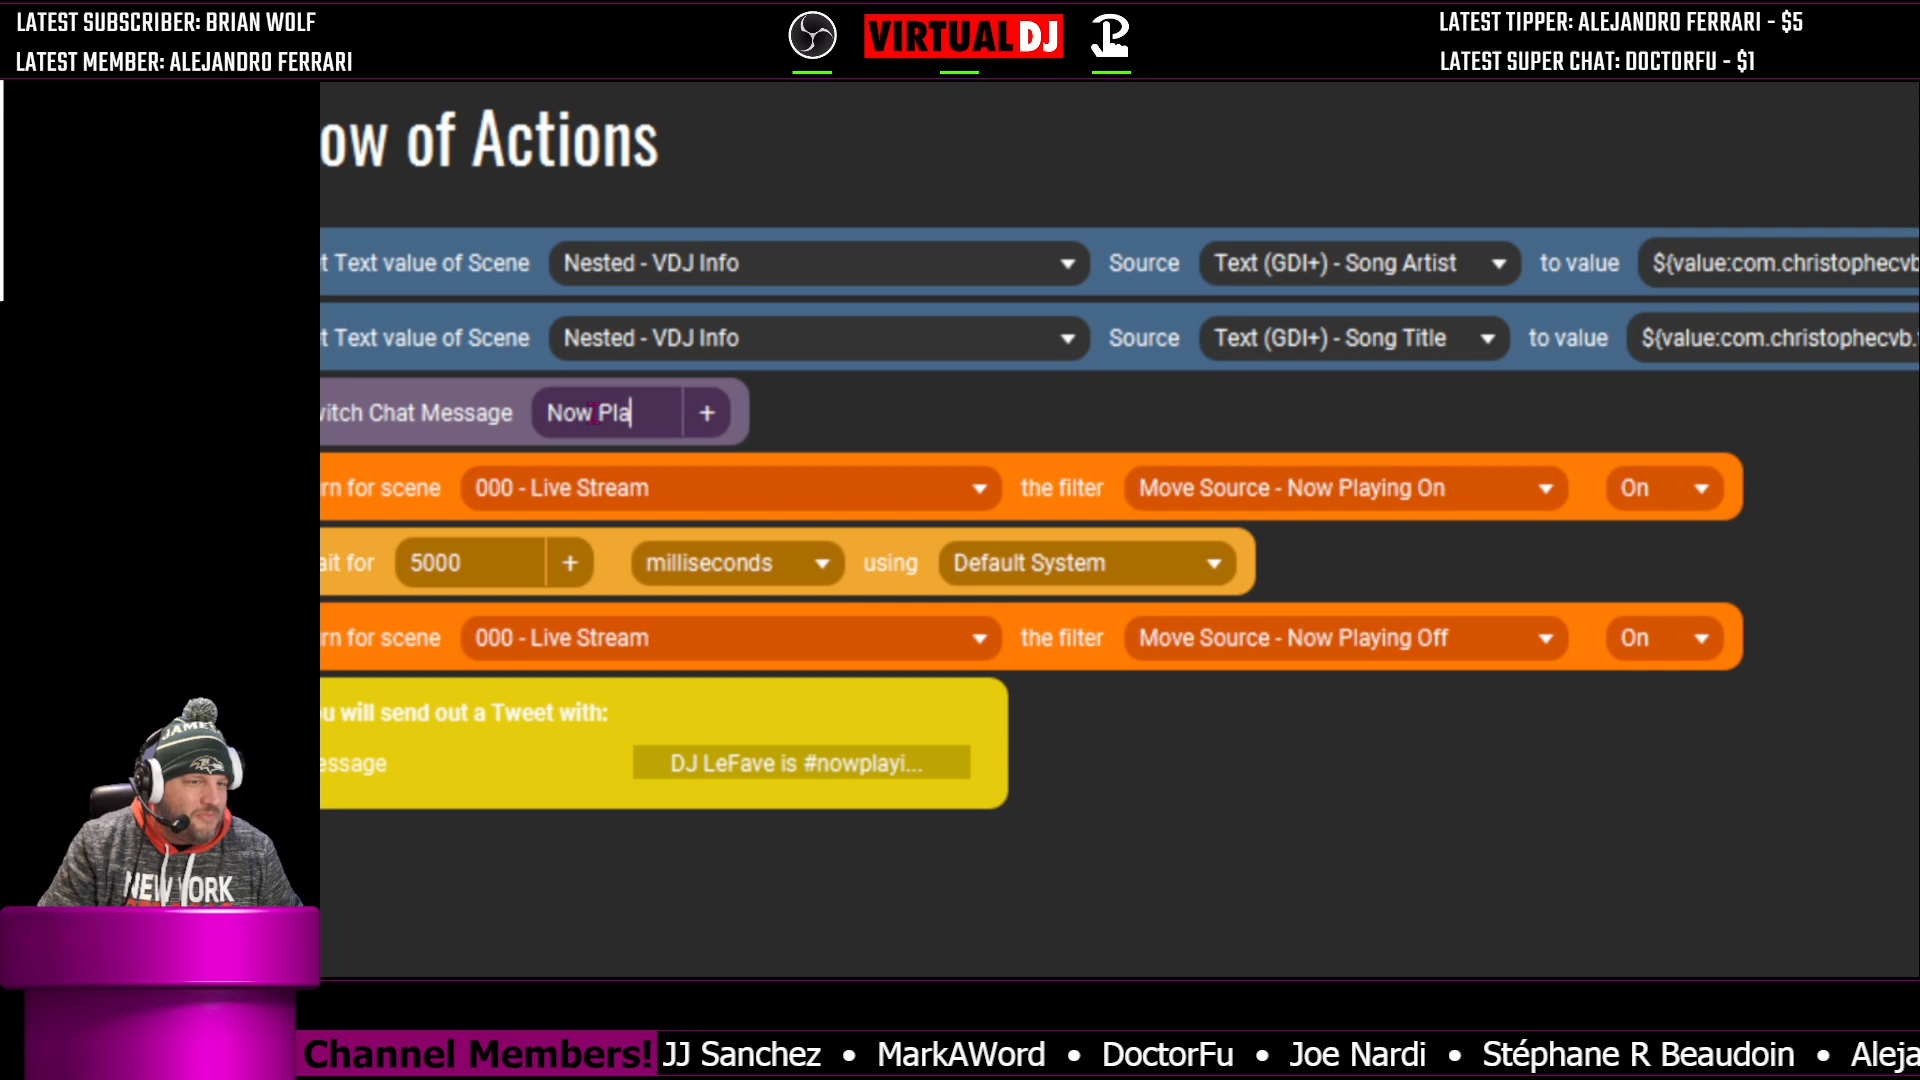 LATEST SUBSCRIBER: BRIAN WOLF
LATEST MEMBER: ALEJANDRO FERRARI
VIRTUAL DJ
LATEST TIPPER: ALEJANDRO FERRARI - $5
LATEST SUPER CHAT: DOCTORFU - $1
ow of Actions
t Text value of Scene Nested - VDJ Info Source Text (GDI+) - Song Artist to value ${value:com.christophecvb
t Text value of Scene Nested - VDJ Info Source Text (GDI+) - Song Title to value ${value:com.christophecvb.
itch Chat Message Now Pla +
rn for scene 000 - Live Stream the filter Move Source - Now Playing On On
ait for 5000 + milliseconds using Default System
rn for scene 000 - Live Stream the filter Move Source - Now Playing Off On
u will send out a Tweet with:
essage DJ LeFave is #nowplayi...
JAMES
NEW YORK
Channel Members! JJ Sanchez • MarkAWord • DoctorFu • Joe Nardi • Stéphane R Beaudoin • Aleja